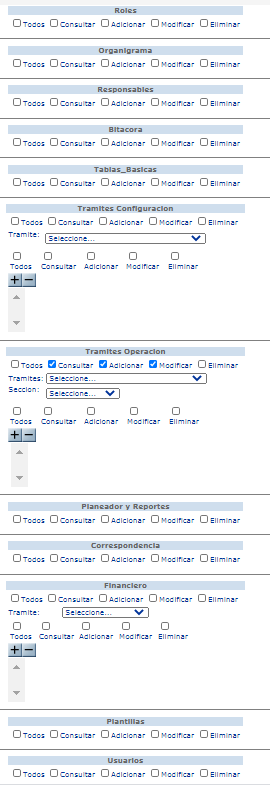 Roles
Todos Consultar Adicionar Modificar Eliminar
Organigrama
Todos Consultar Adicionar Modificar Eliminar
Responsables
Todos Consultar Adicionar Modificar Eliminar
Bitacora
Todos Consultar Adicionar Modificar Eliminar
Tablas_Basicas
Todos Consultar Adicionar Modificar Eliminar
Tramites Configuracion
Todos Consultar Adicionar Modificar Eliminar
Tramite: Seleccione...
Todos Consultar Adicionar Modificar Eliminar
+ −
Tramites Operacion
Todos Consultar Adicionar Modificar Eliminar
Tramites: Seleccione...
Seccion: Seleccione...
Todos Consultar Adicionar Modificar Eliminar
+ −
Planeador y Reportes
Todos Consultar Adicionar Modificar Eliminar
Correspondencia
Todos Consultar Adicionar Modificar Eliminar
Financiero
Todos Consultar Adicionar Modificar Eliminar
Tramite: Seleccione...
Todos Consultar Adicionar Modificar Eliminar
+ −
Plantillas
Todos Consultar Adicionar Modificar Eliminar
Usuarios
Todos Consultar Adicionar Modificar Eliminar